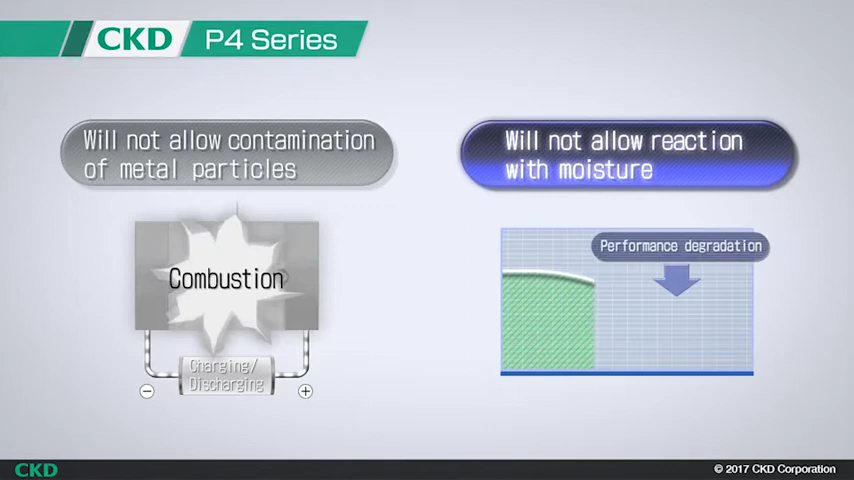 CKD
P4 Series
Will not allow contamination
of metal particles
Will not allow reaction
with moisture
Combustion
Charging/
Discharging
−
+
Performance degradation
CKD
© 2017 CKD Corporation